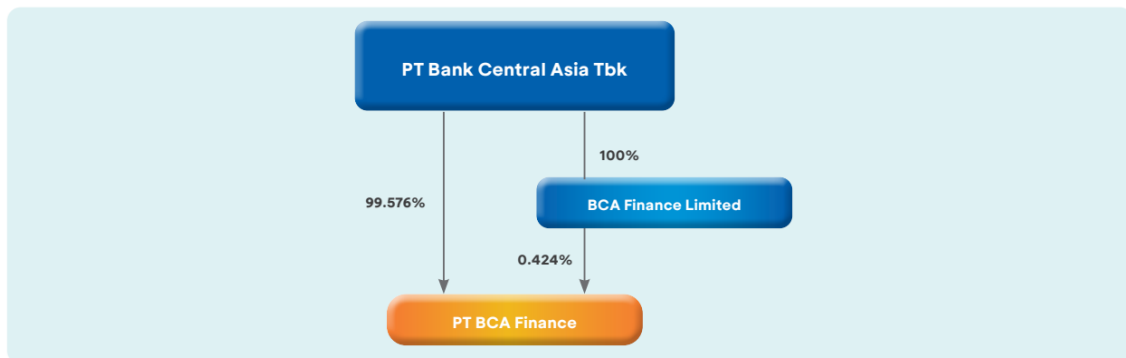 PT Bank Central Asia Tbk
100%
99.576%
BCA Finance Limited
0.424%
PT BCA Finance